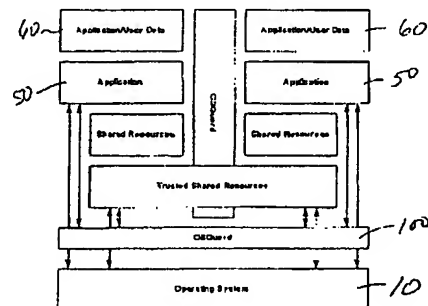 60 Application/User Data
Application/User Data 60
50 Application
Application 50
Shared Resources
Shared Resources
Trusted Shared Resources
100
Operating System 10